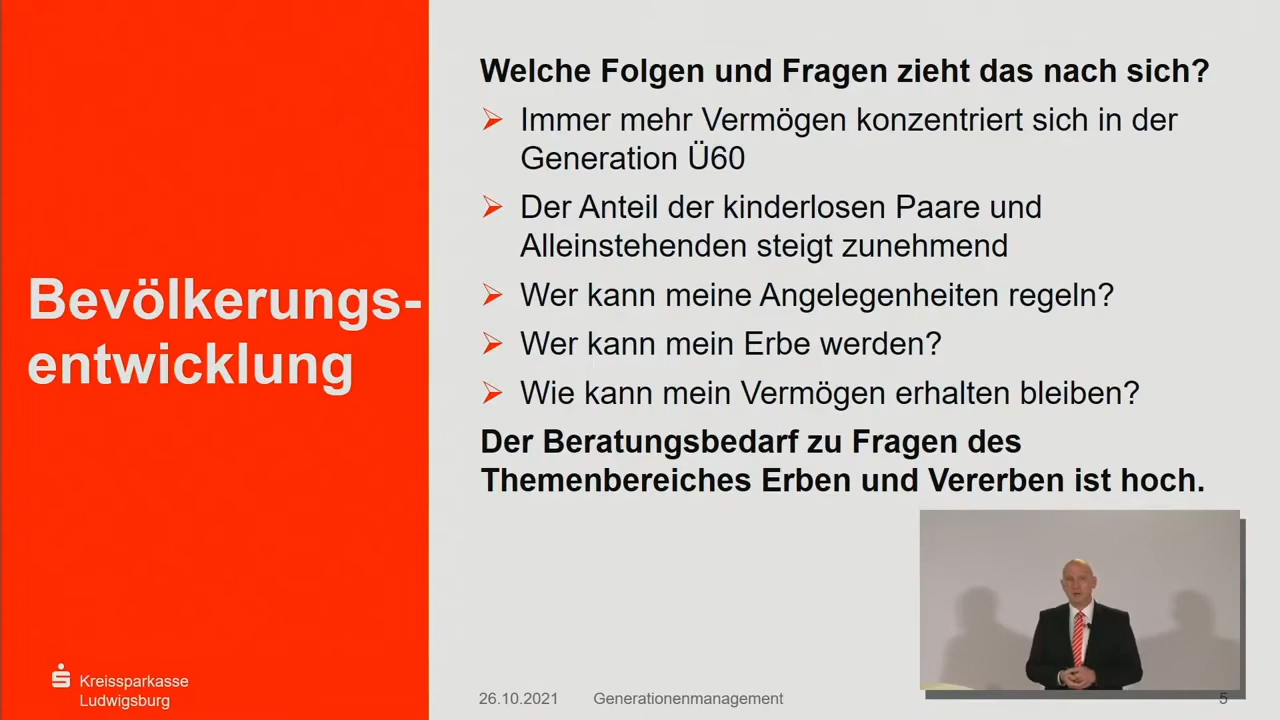 Bevölkerungs-
entwicklung
Welche Folgen und Fragen zieht das nach sich?
Immer mehr Vermögen konzentriert sich in der
Generation Ü60
Der Anteil der kinderlosen Paare und
Alleinstehenden steigt zunehmend
Wer kann meine Angelegenheiten regeln?
Wer kann mein Erbe werden?
Wie kann mein Vermögen erhalten bleiben?
Der Beratungsbedarf zu Fragen des
Themenbereiches Erben und Vererben ist hoch.
Kreissparkasse
Ludwigsburg
26.10.2021 Generationenmanagement 5